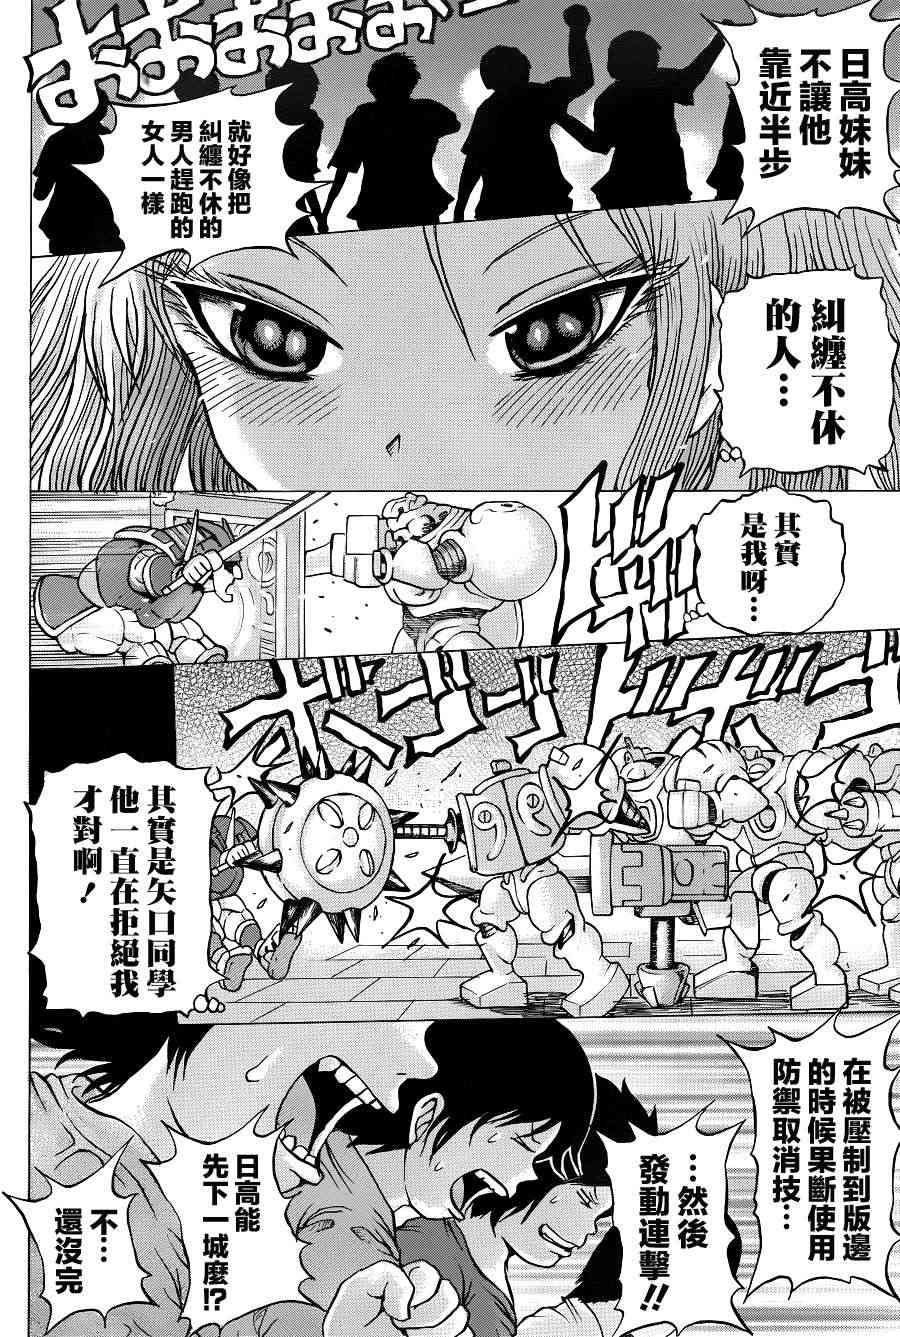 おおおおおおー
日高妹妹
不讓他
靠近半步
就好像把
糾纏不休的
男人趕跑的
女人一樣
糾纏不休
的人…
其實
是我呀…
ボゴゴドドゴ
其實是矢口同學
他一直在拒絕我
才對啊！
在被壓制到版邊
的時候果斷使用
防禦取消技…
…然後
發動連擊!!
日高能
先下一城麼!?
不…
還沒完